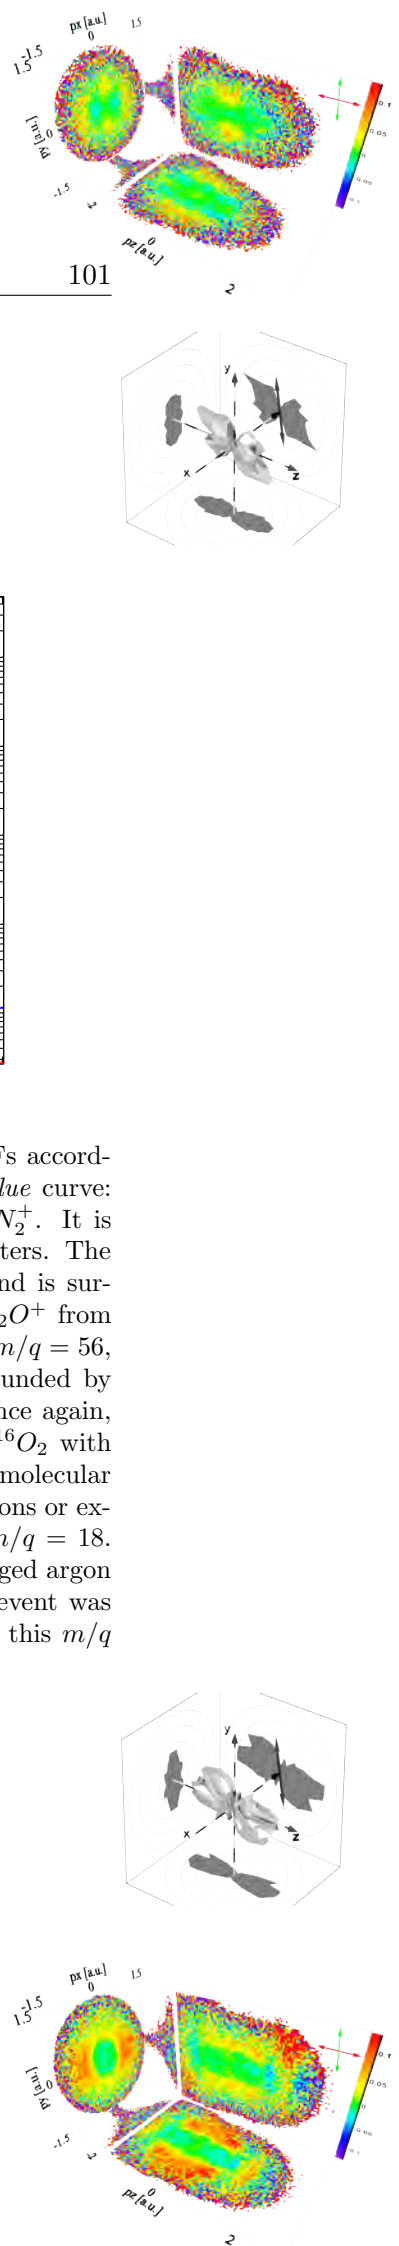 px [a.u.]
-1.5
0
1.5
1.5
py [a.u.]
0
-1.5
-2
pz [a.u.]
0
2
0.1
0.05
0
-0.05
-0.1
101
y
x
z
Fs accord-
lue curve:
N₂⁺. It is
ters. The
nd is sur-
₂O⁺ from
m/q = 56,
unded by
nce again,
¹⁶O₂ with
molecular
ons or ex-
n/q = 18.
ged argon
event was
this m/q
y
x
z
px [a.u.]
-1.5
0
1.5
1.5
py [a.u.]
0
-1.5
-2
pz [a.u.]
0
2
0.1
0.05
0
-0.05
-0.1